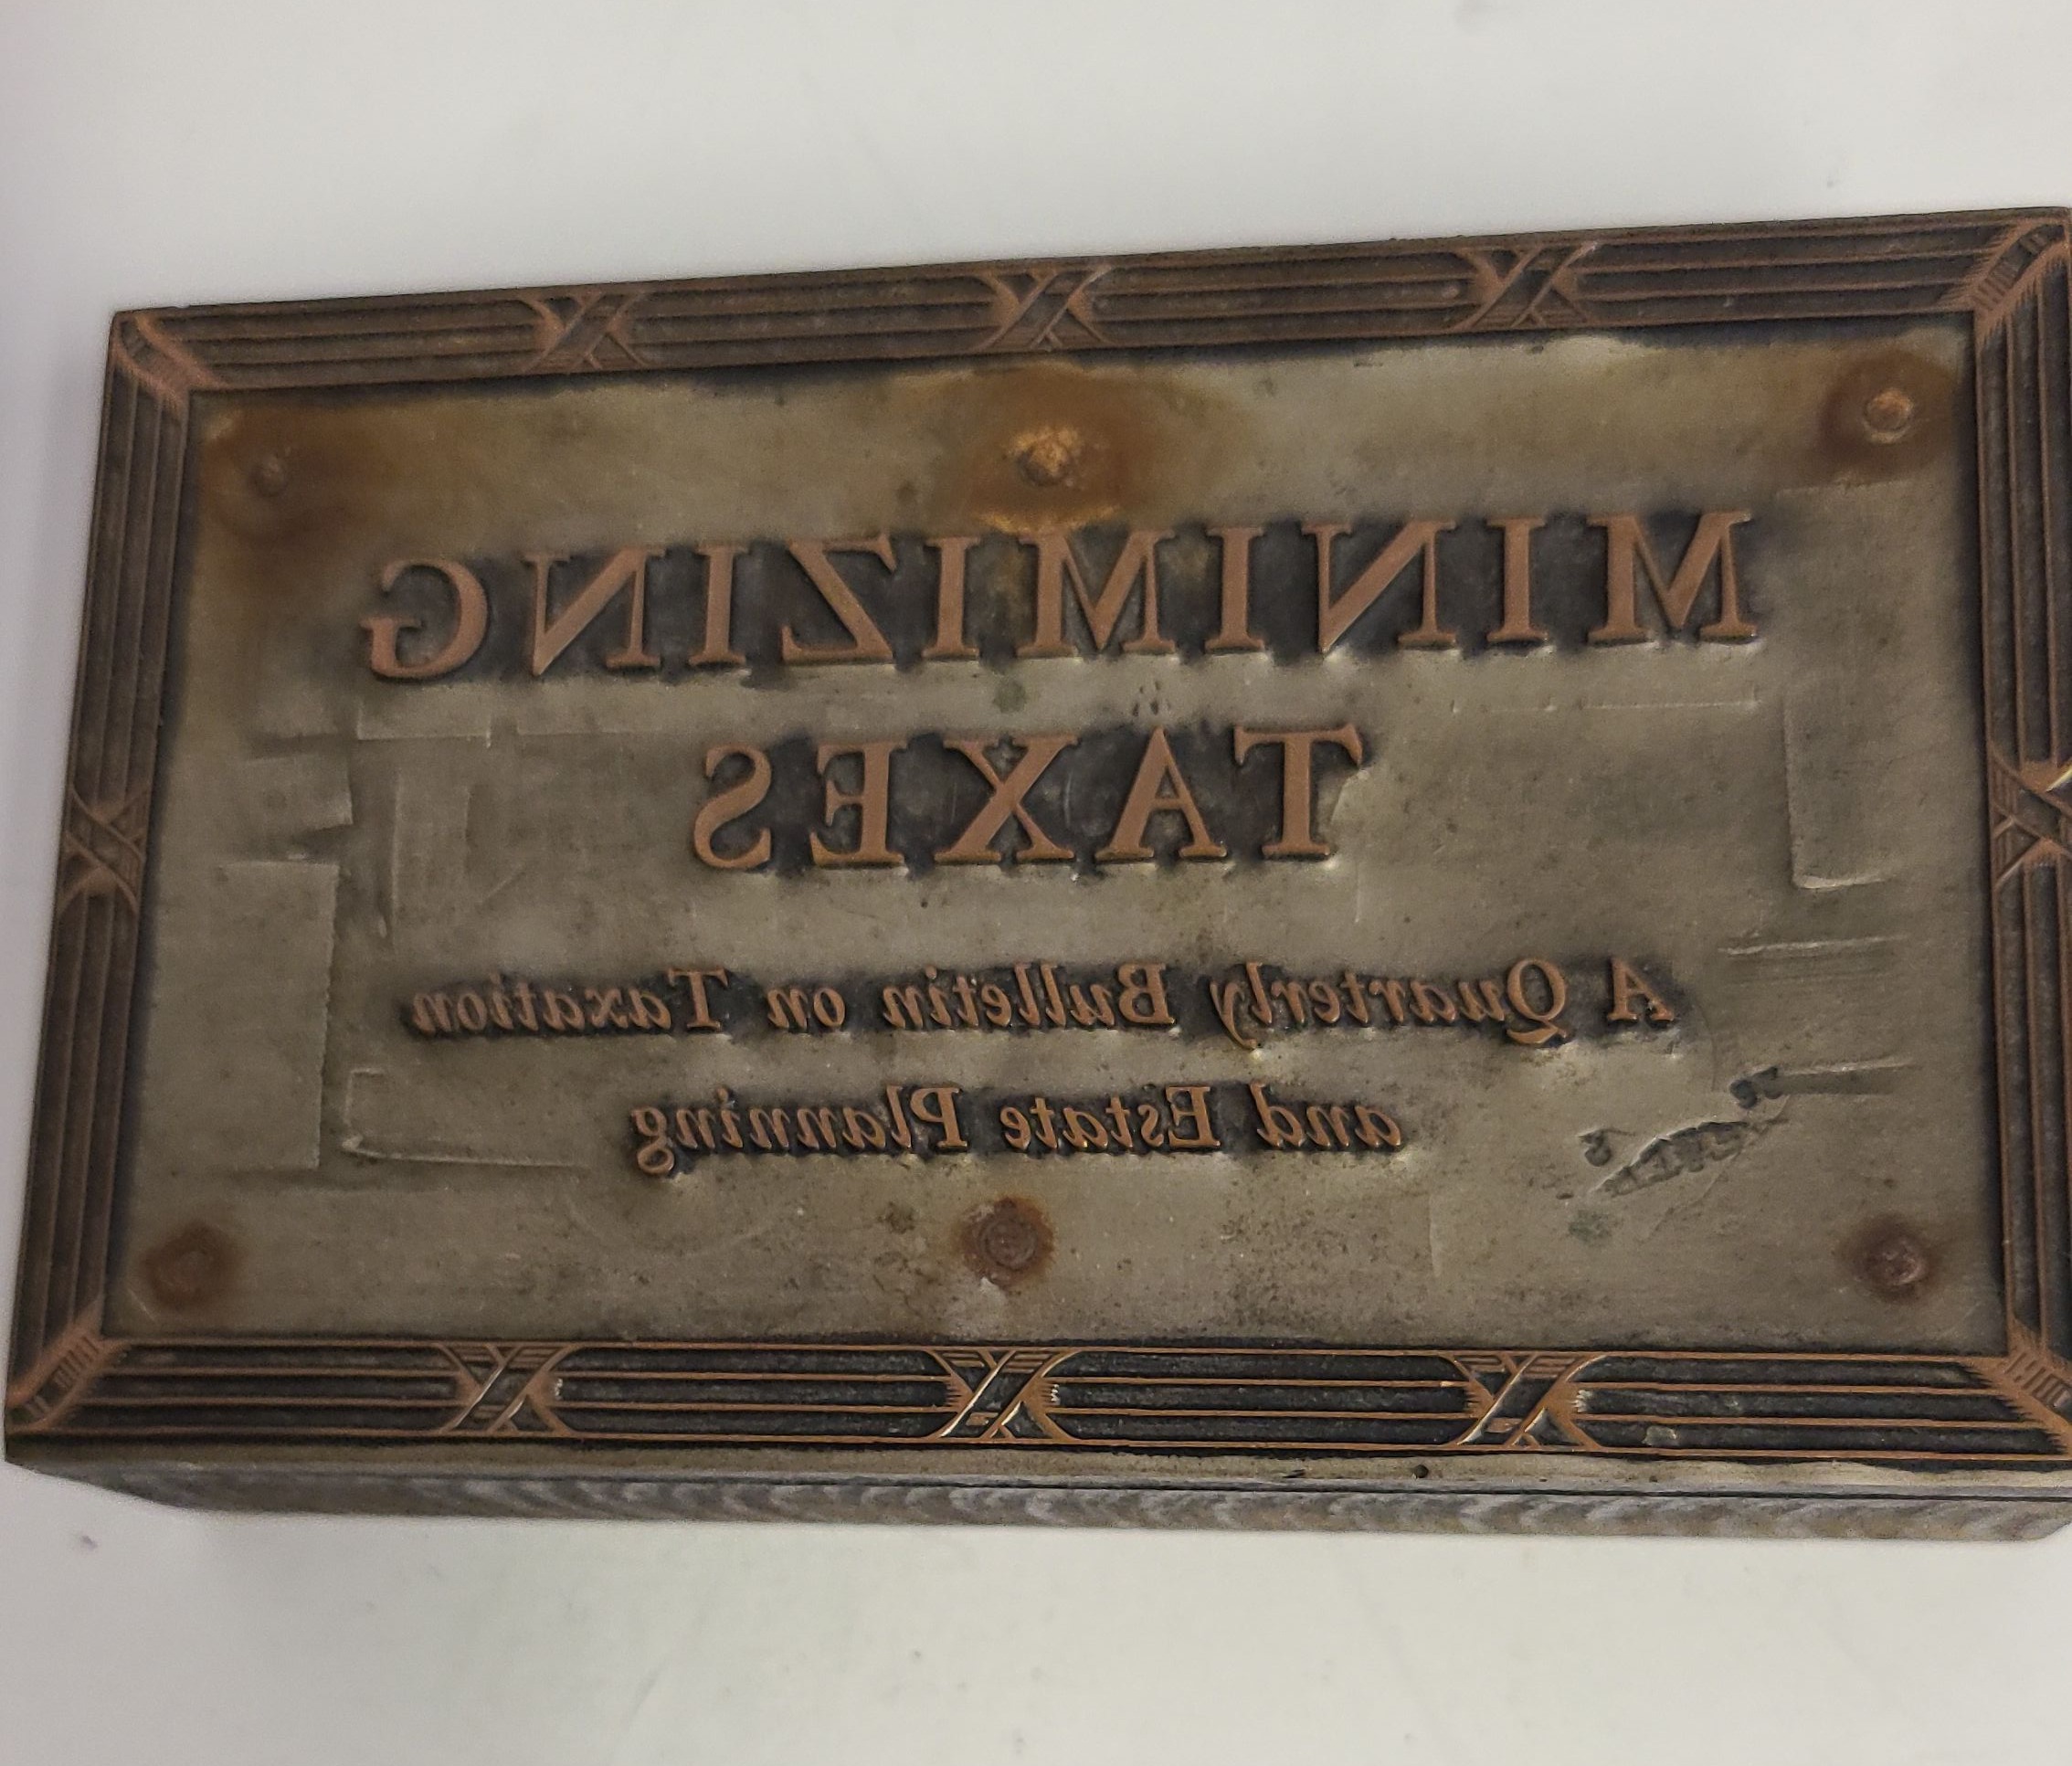 MINIMIZING
TAXES
A Quarterly Bulletin on Taxation
and Estate Planning